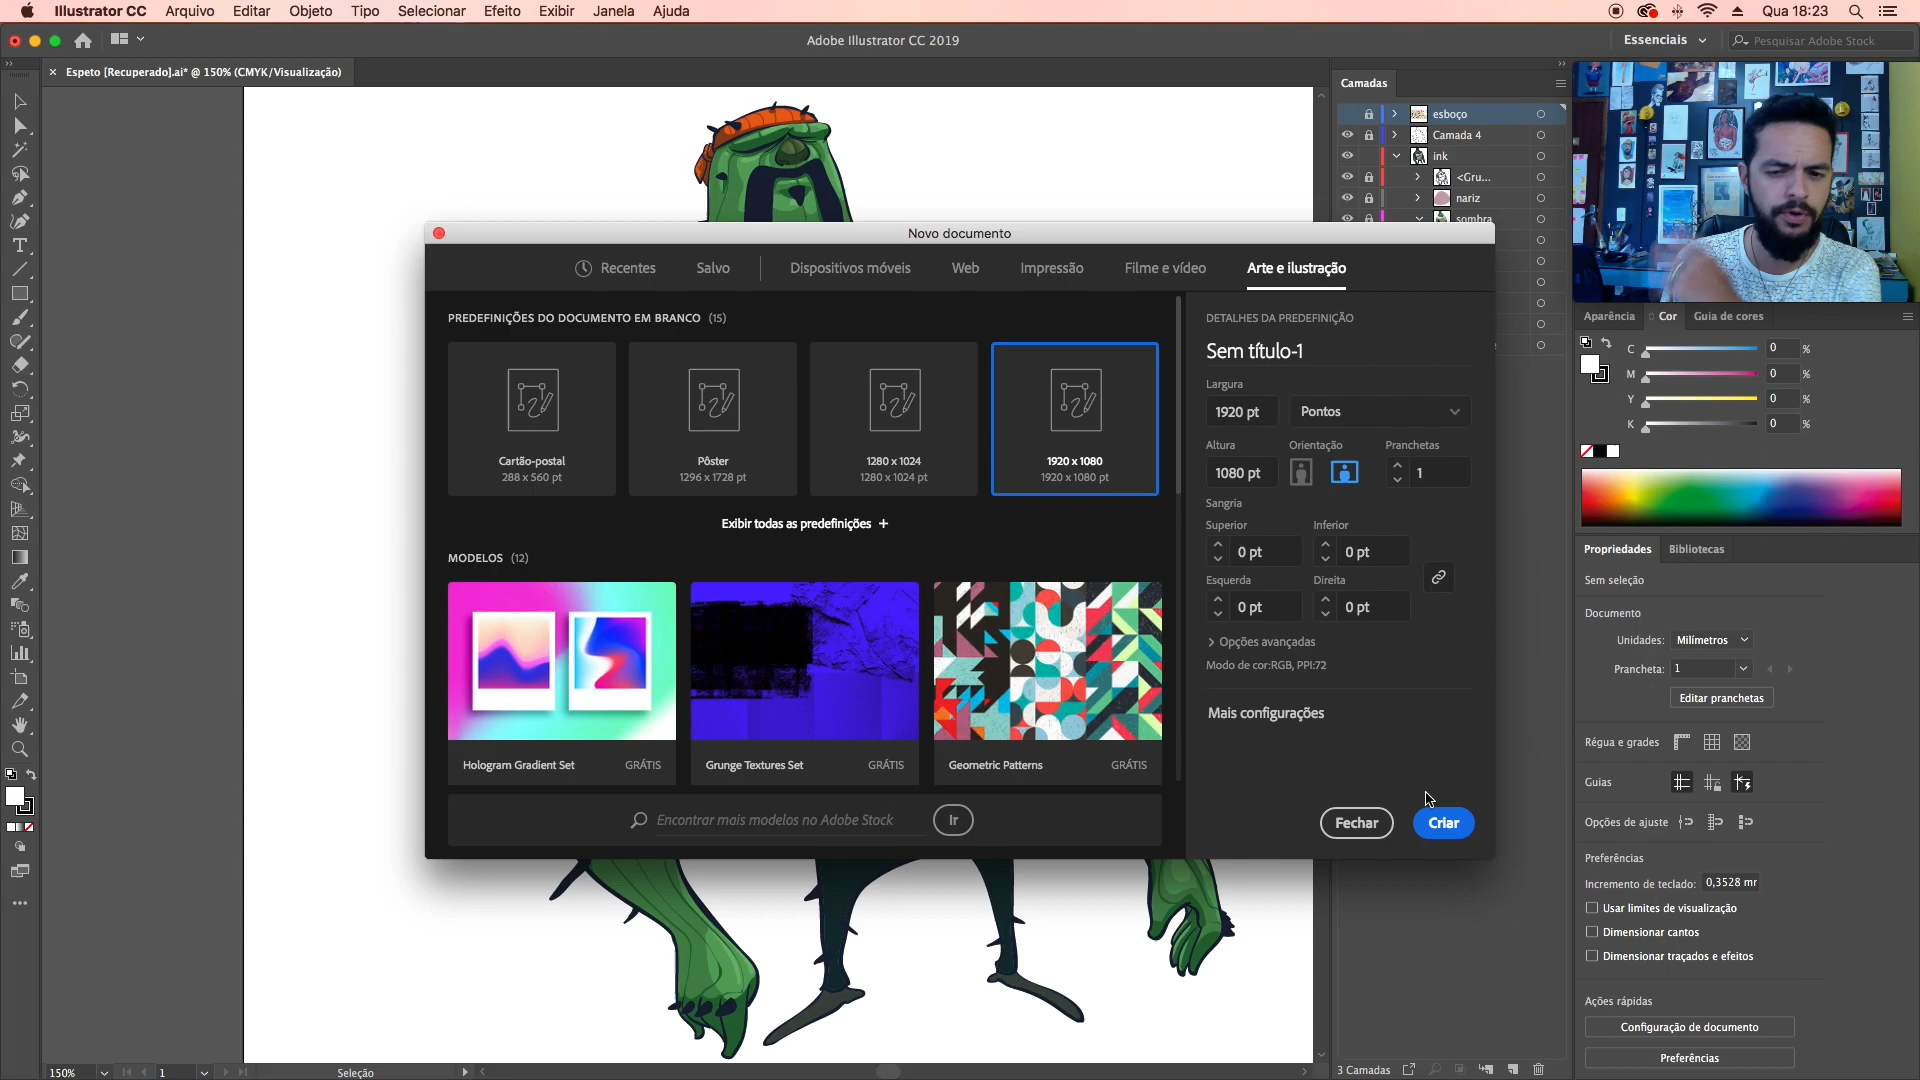 Illustrator CC Arquivo Editar Objeto Tipo Selecionar Efeito Exibir Janela Ajuda Qua 18:23
Adobe Illustrator CC 2019
Essenciais
Pesquisar Adobe Stock
Espeto [Recuperado].ai* @ 150% (CMYK/Visualização)
Camadas
esboço
Camada 4
ink
<Gru...
nariz
sombra
Novo documento
Recentes Salvo Dispositivos móveis Web Impressão Filme e vídeo Arte e ilustração
PREDEFINIÇÕES DO DOCUMENTO EM BRANCO (15)
Cartão-postal
288 x 560 pt
Pôster
1296 x 1728 pt
1280 x 1024
1280 x 1024 pt
1920 x 1080
1920 x 1080 pt
Exibir todas as predefinições +
MODELOS (12)
Hologram Gradient Set GRÁTIS
Grunge Textures Set GRÁTIS
Geometric Patterns GRÁTIS
Encontrar mais modelos no Adobe Stock
Ir
DETALHES DA PREDEFINIÇÃO
Sem título-1
Largura
1920 pt Pontos
Altura Orientação Pranchetas
1080 pt 1
Sangria
Superior Inferior
0 pt 0 pt
Esquerda Direita
0 pt 0 pt
Opções avançadas
Modo de cor:RGB, PPI:72
Mais configurações
Fechar Criar
Aparência Cor Guia de cores
C 0 %
M 0 %
Y 0 %
K 0 %
Propriedades Bibliotecas
Sem seleção
Documento
Unidades: Milímetros
Prancheta: 1
Editar pranchetas
Régua e grades
Guias
Opções de ajuste
Preferências
Incremento de teclado: 0,3528 mr
Usar limites de visualização
Dimensionar cantos
Dimensionar traçados e efeitos
Ações rápidas
Configuração de documento
Preferências
150% 1 Seleção
3 Camadas